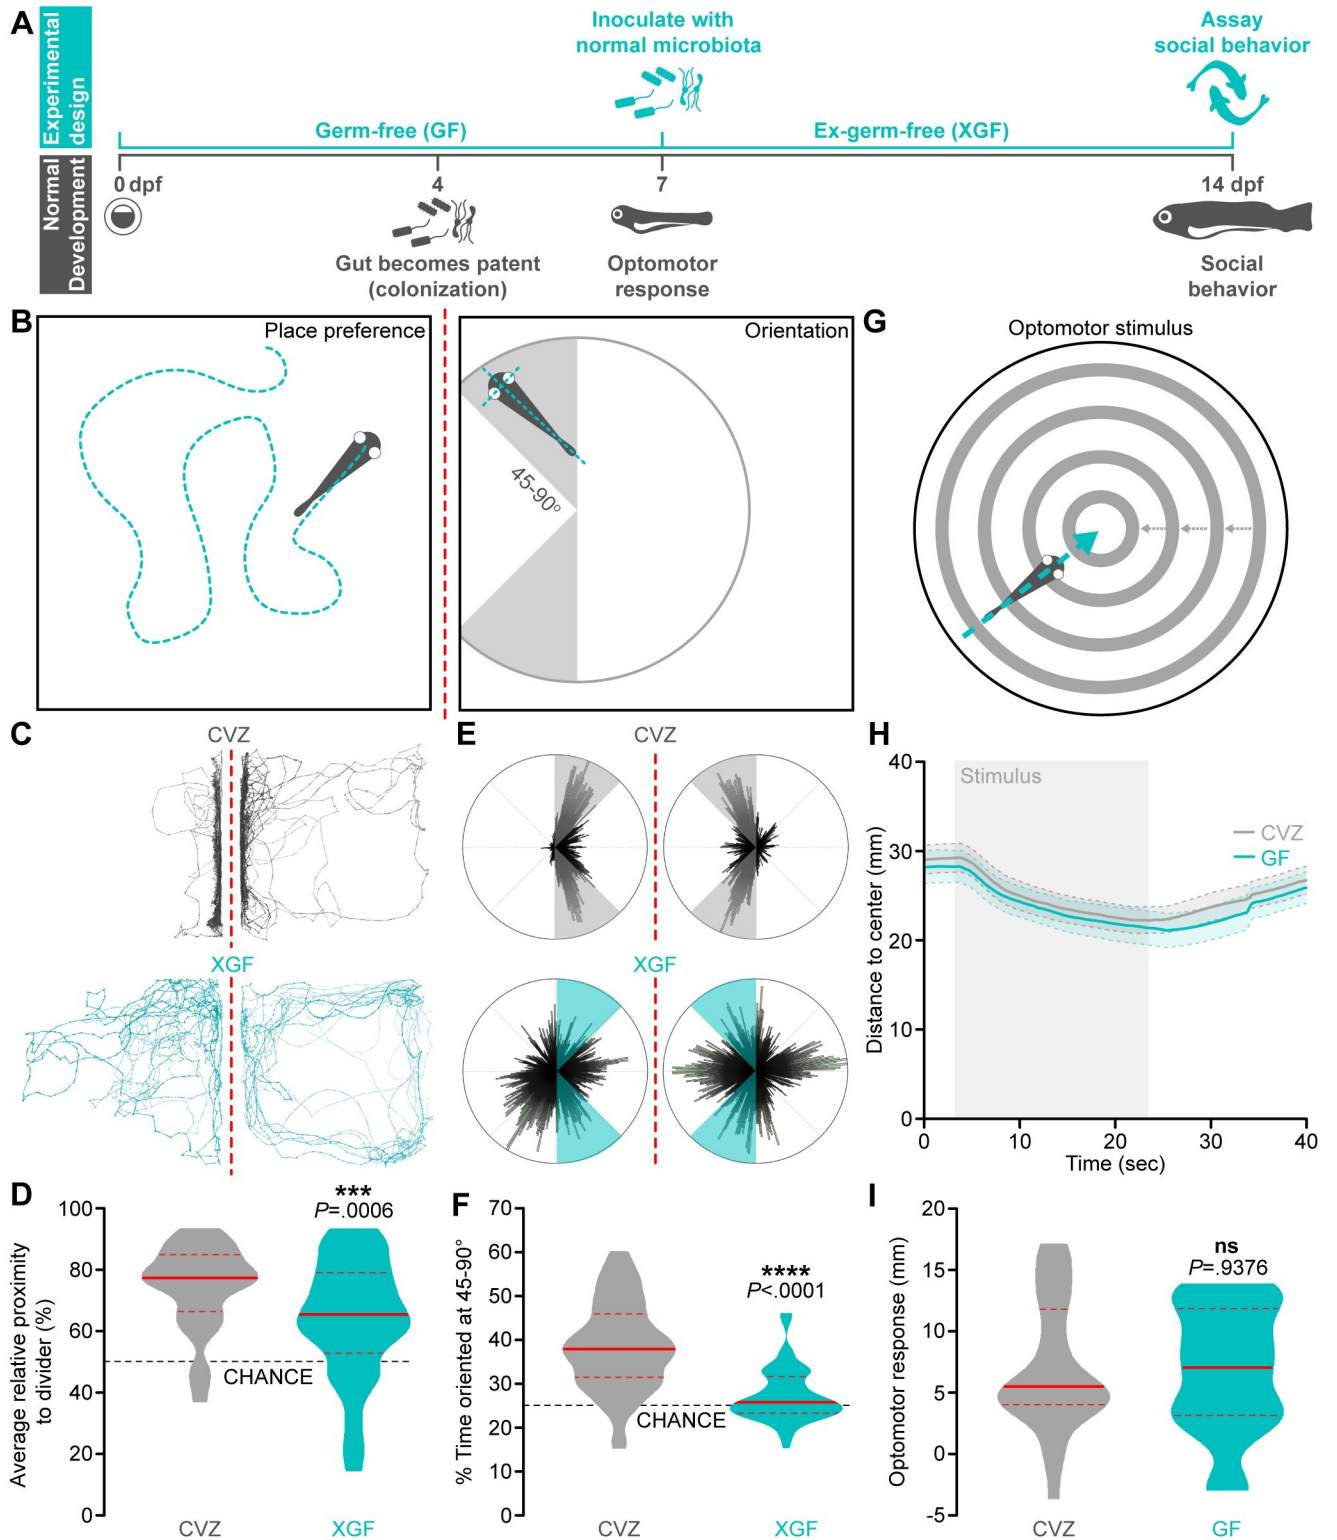 A
Experimental
design
Inoculate with
normal microbiota
Assay
social behavior
Germ-free (GF)
Ex-germ-free (XGF)
Normal
Development
0 dpf
4
7
14 dpf
Gut becomes patent
(colonization)
Optomotor
response
Social
behavior
B
Place preference
Orientation
45-90°
G
Optomotor stimulus
C
CVZ
XGF
E
CVZ
XGF
H
40
30
20
10
0
Distance to center (mm)
Stimulus
CVZ
GF
0
10
20
30
40
Time (sec)
D
100
80
60
40
20
0
Average relative proximity
to divider (%)
***
P=.0006
CHANCE
CVZ
XGF
F
70
60
50
40
30
20
10
0
% Time oriented at 45-90°
****
P<.0001
CHANCE
CVZ
XGF
I
20
15
10
5
0
-5
Optomotor response (mm)
ns
P=.9376
CVZ
GF